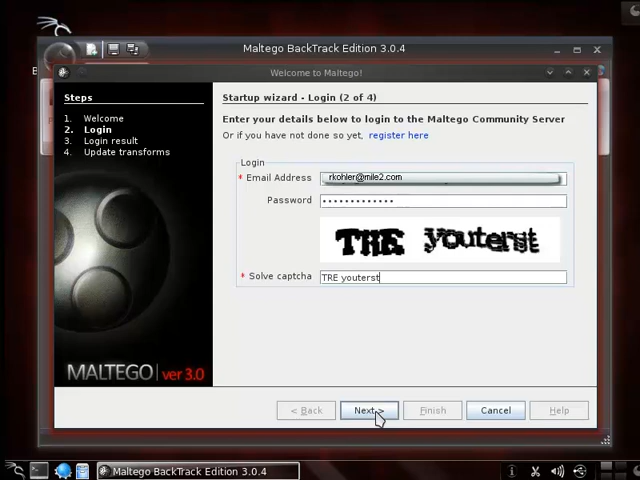 Maltego BackTrack Edition 3.0.4
Welcome to Maltego!
Steps
1. Welcome
2. Login
3. Login result
4. Update transforms
Startup wizard - Login (2 of 4)
Enter your details below to login to the Maltego Community Server
Or if you have not done so yet, register here
Login
* Email Address rkohler@mile2.com
Password •••••••••••••
TRE youterst
* Solve captcha TRE youterst
MALTEGO ver 3.0
< Back Next > Finish Cancel Help
Maltego BackTrack Edition 3.0.4